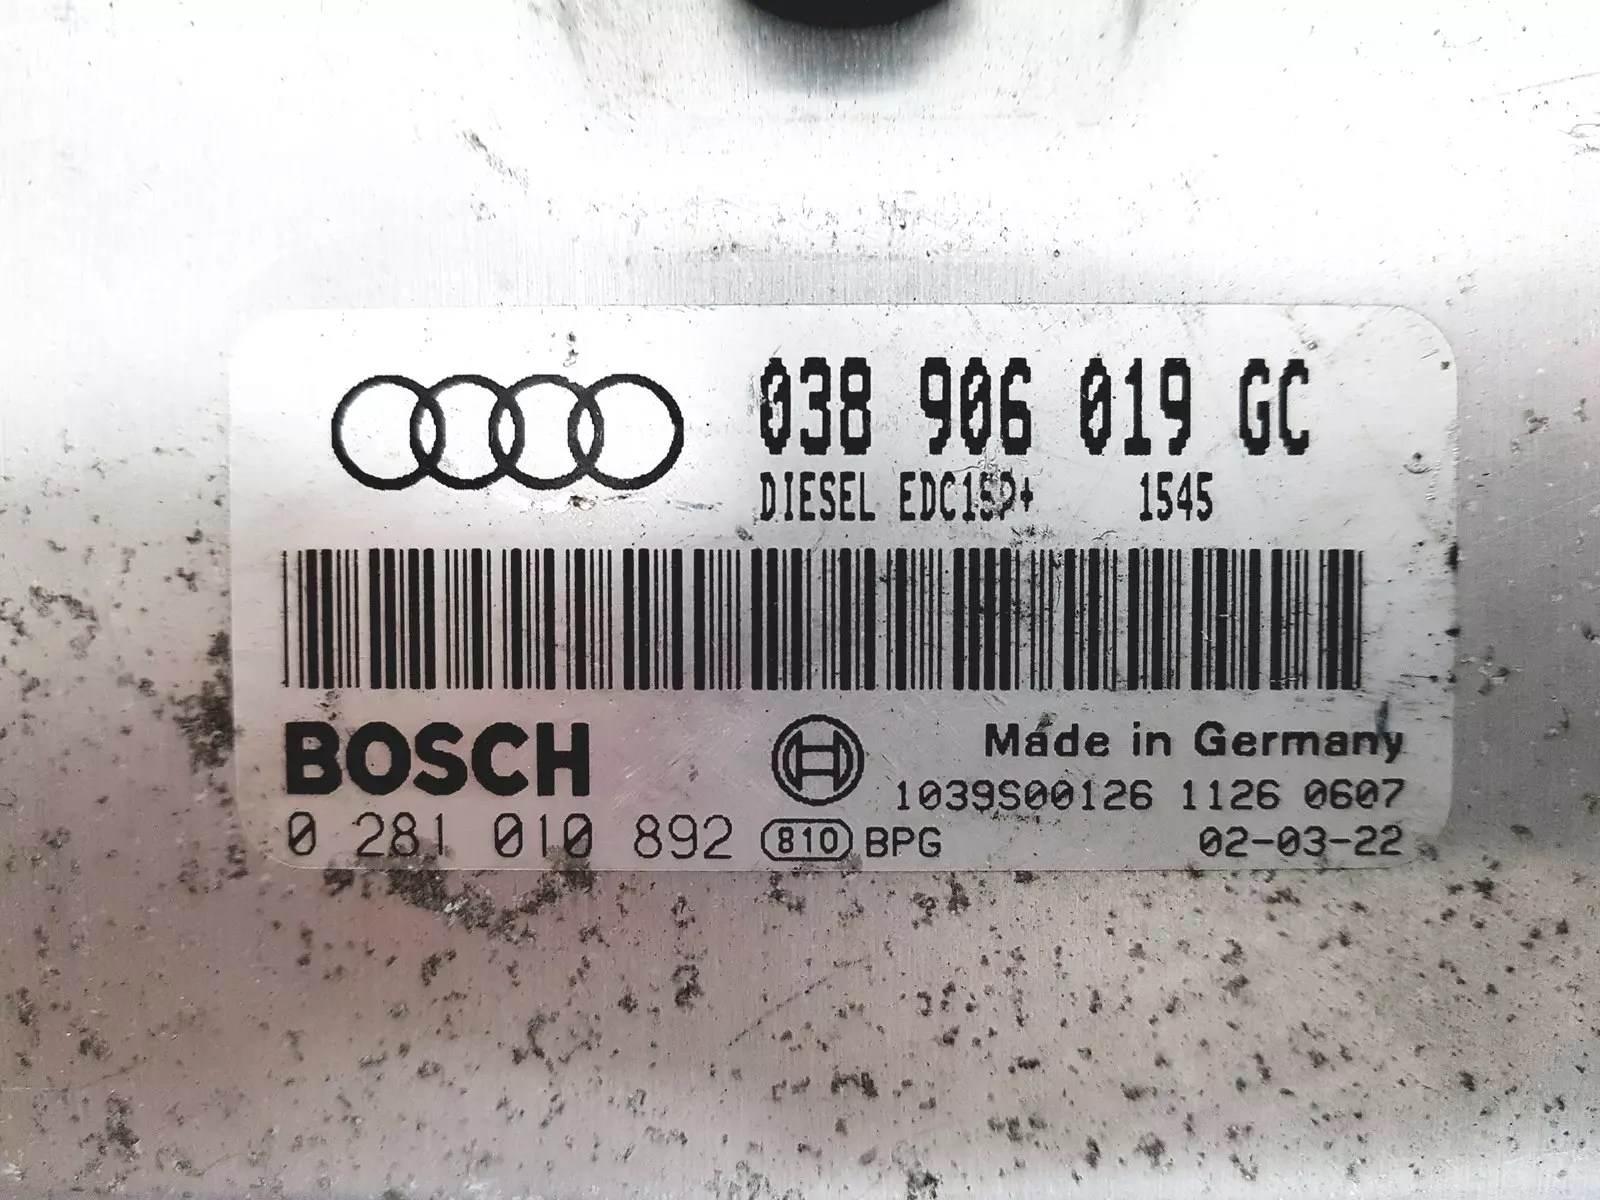 038 906 019 GC
DIESEL EDC15P+ 1545
BOSCH
Made in Germany
1039S00126 1126 0607
0 281 010 892 810 BPG 02-03-22